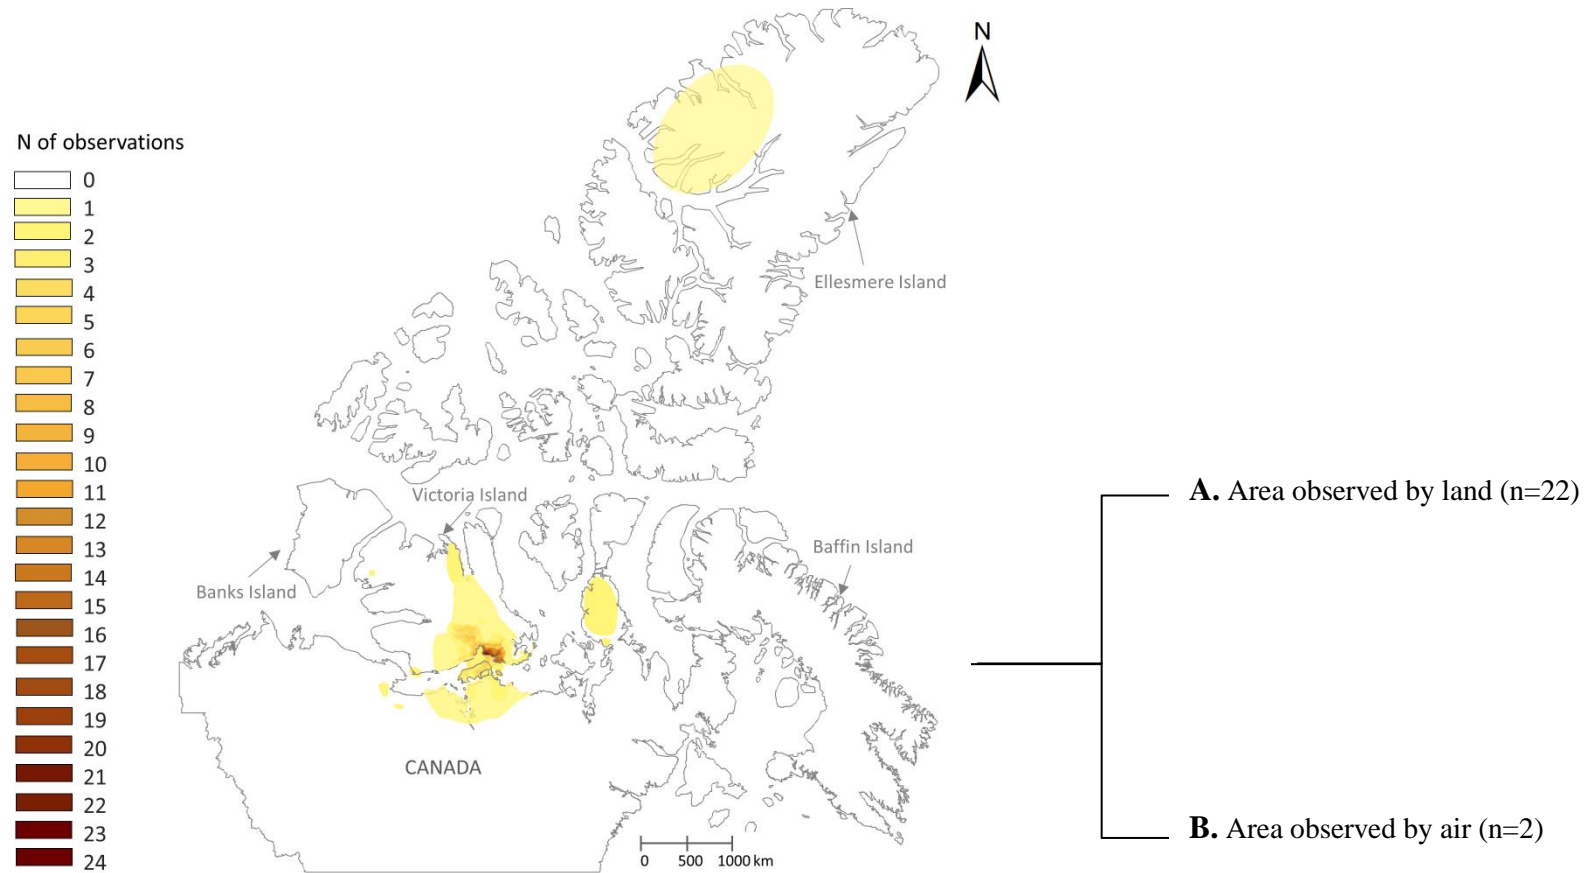 N
N of observations
0
1
2
3
4
5
6
7
8
9
10
11
12
13
14
15
16
17
18
19
20
21
22
23
24
Ellesmere Island
Victoria Island
Banks Island
Baffin Island
CANADA
0 500 1000 km
A. Area observed by land (n=22)
B. Area observed by air (n=2)